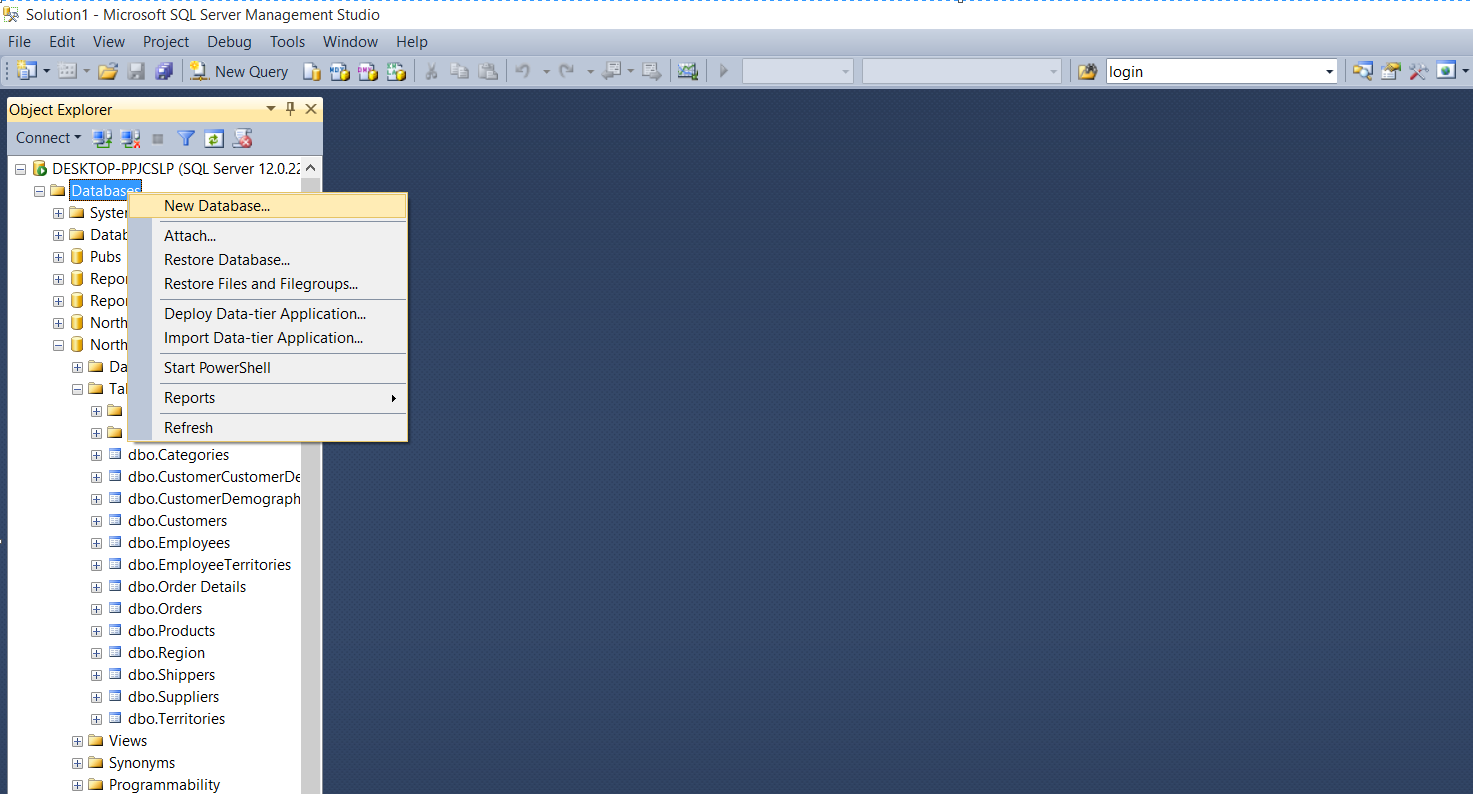 Solution1 - Microsoft SQL Server Management Studio
File Edit View Project Debug Tools Window Help
New Query
login
Object Explorer
Connect
DESKTOP-PPJCSLP (SQL Server 12.0.22
Databases
New Database...
Attach...
Restore Database...
Restore Files and Filegroups...
Deploy Data-tier Application...
Import Data-tier Application...
Start PowerShell
Reports
Refresh
Syster
Datab
Pubs
Repor
Repor
North
North
Da
Tal
dbo.Categories
dbo.CustomerCustomerDe
dbo.CustomerDemograph
dbo.Customers
dbo.Employees
dbo.EmployeeTerritories
dbo.Order Details
dbo.Orders
dbo.Products
dbo.Region
dbo.Shippers
dbo.Suppliers
dbo.Territories
Views
Synonyms
Programmability